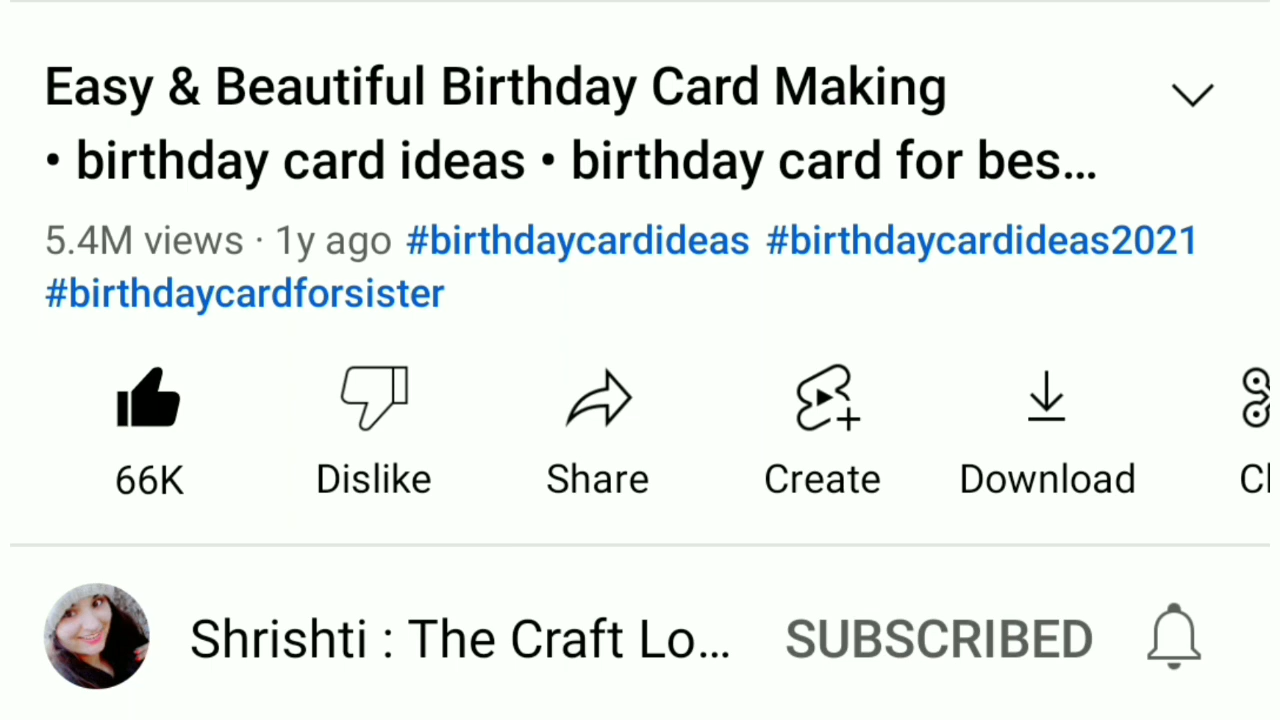 Easy & Beautiful Birthday Card Making
• birthday card ideas • birthday card for bes...
5.4M views · 1y ago #birthdaycardideas #birthdaycardideas2021
#birthdaycardforsister
66K Dislike Share Create Download Cl
Shrishti : The Craft Lo... SUBSCRIBED